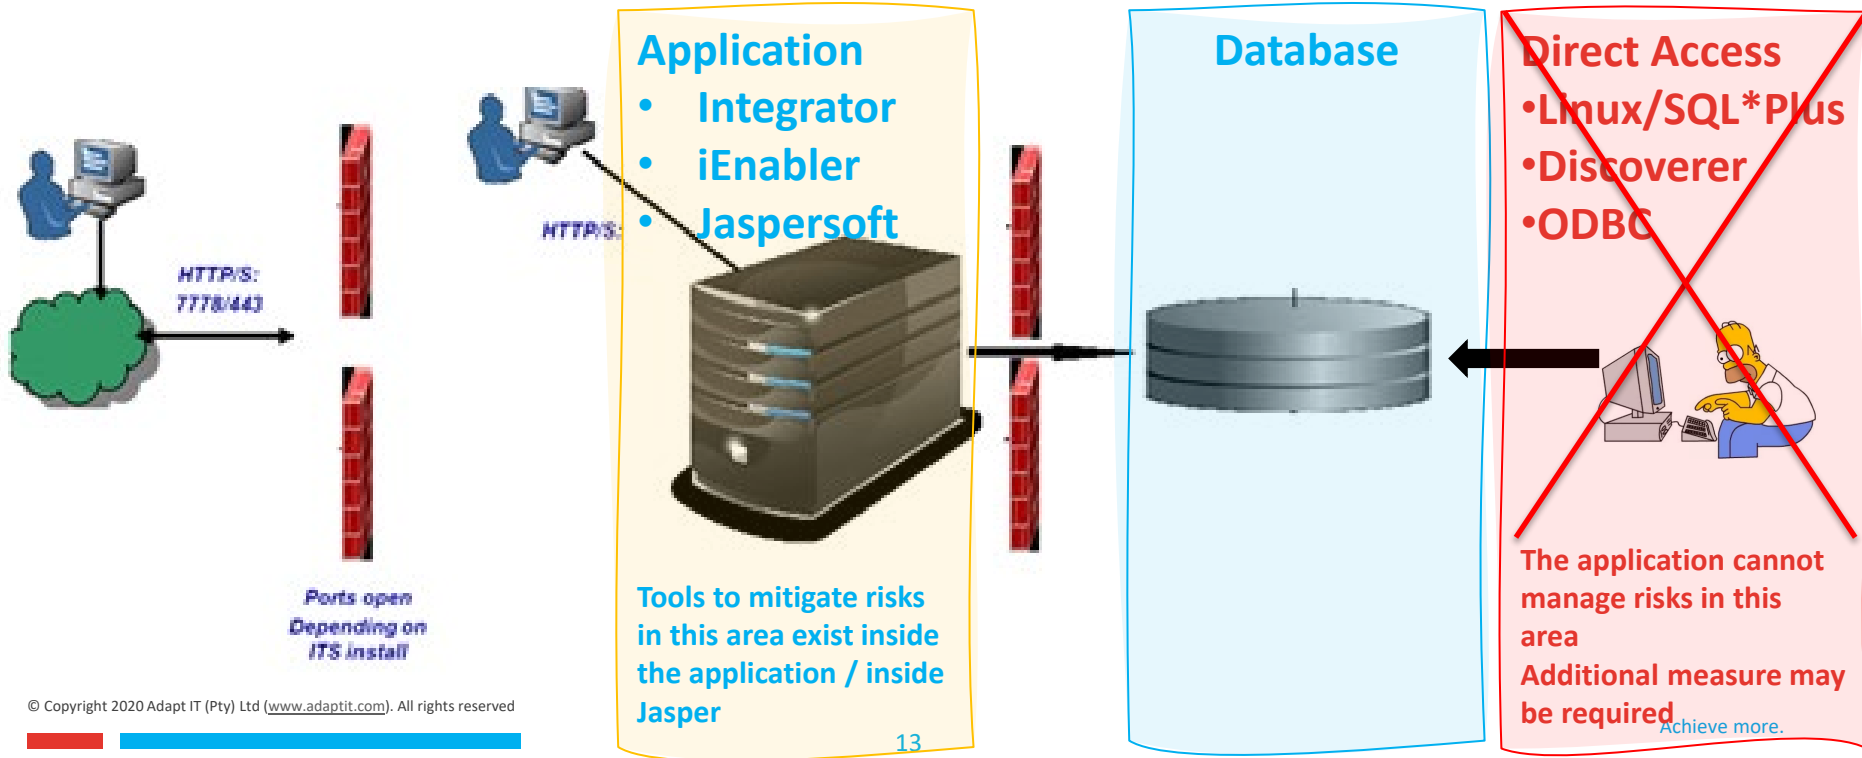 HTTP/S:
7778/443
Ports open
Depending on
ITS install
HTTP/S:
Application
• Integrator
• iEnabler
• Jaspersoft
Tools to mitigate risks
in this area exist inside
the application / inside
Jasper
Database
Direct Access
•Linux/SQL*Plus
•Discoverer
•ODBC
The application cannot
manage risks in this
area
Additional measure may
be required
© Copyright 2020 Adapt IT (Pty) Ltd (www.adaptit.com). All rights reserved
13
Achieve more.